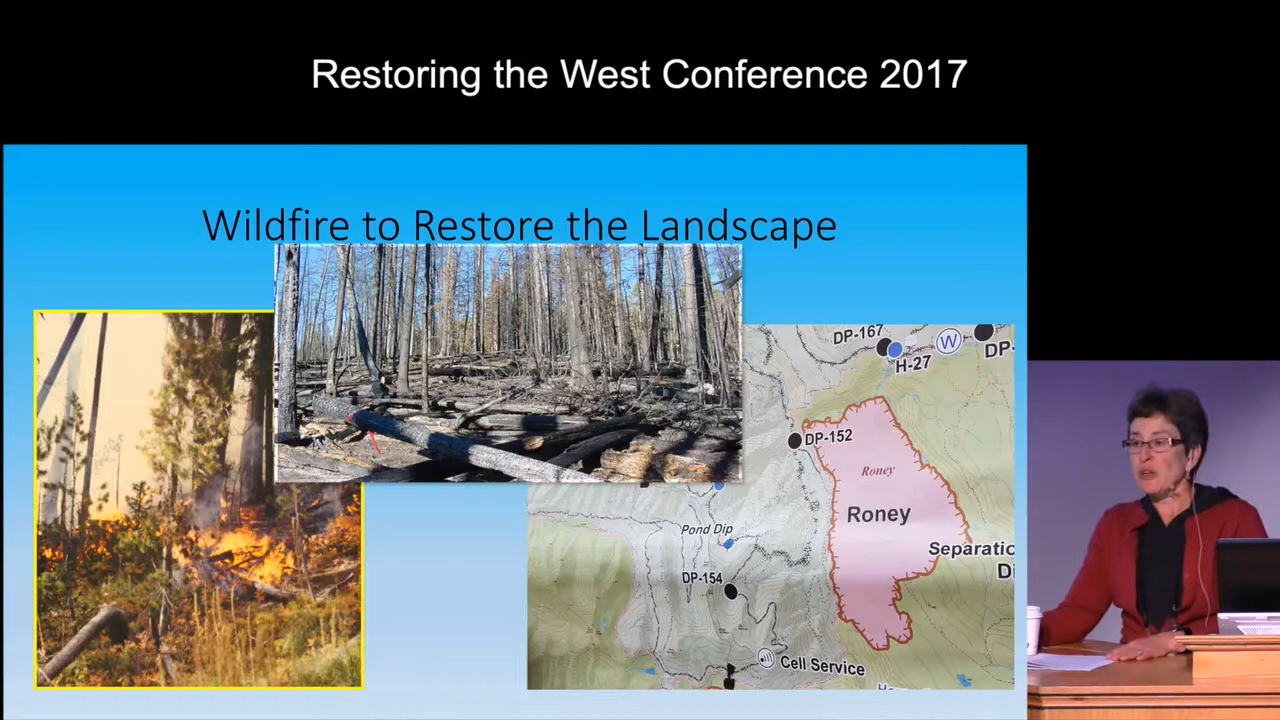 Restoring the West Conference 2017
Wildfire to Restore the Landscape
DP-167
W
DP-
H-27
DP-152
Roney
Roney
Pond Dip
Separatio
Di
DP-154
Cell Service